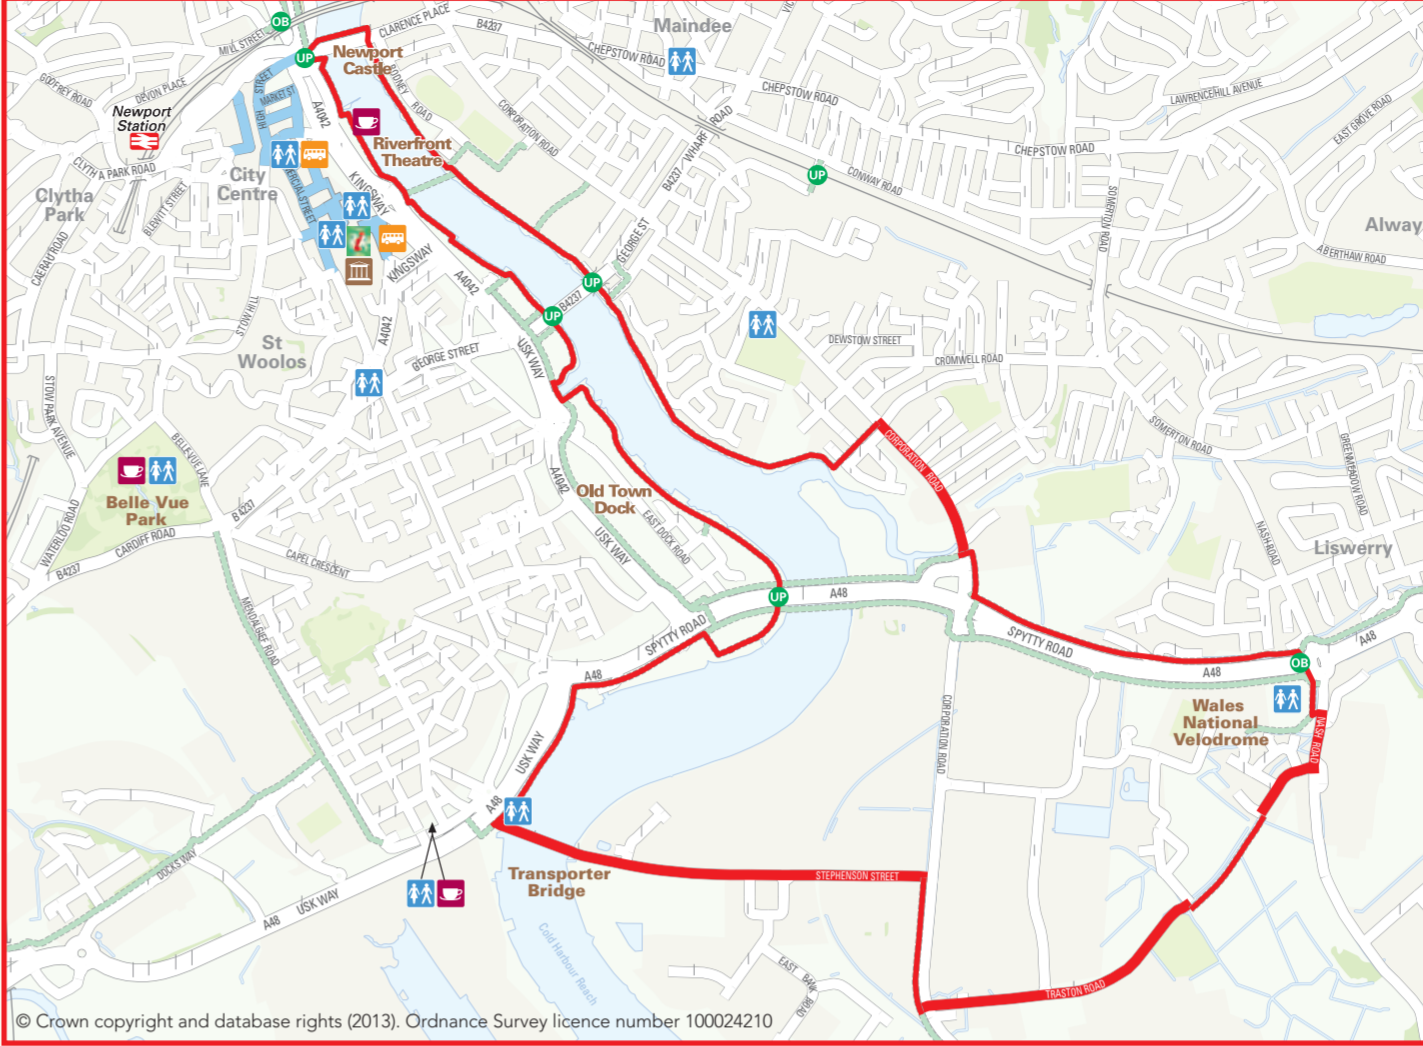 OB
MILL STREET
UP
CLARENCE PLACE
B4237
Newport
Castle
Maindee
CHEPSTOW ROAD
CHEPSTOW ROAD
LAWRENCEHILL AVENUE
EAST GROVE ROAD
GODFREY ROAD
DEVON PLACE
STREET
MARKET ST
HIGH
A4042
RODNEY
ROAD
CORPORATION ROAD
Newport
Station
Riverfront
Theatre
B4237 WHARF ROAD
CHEPSTOW ROAD
CLYTHA PARK ROAD
City
Centre
KINGSWAY
UP
CONWAY ROAD
SOMERTON ROAD
Clytha
Park
BLEWITT STREET
Alway
ABERTHAW ROAD
CAERAU ROAD
KINGSWAY
A4042
GEORGE ST
UP
B4237
UP
STOW HILL
A4042
St
Woolos
GEORGE STREET
USK WAY
DEWSTOW STREET
CROMWELL ROAD
STOW PARK AVENUE
BELLE VUE LANE
SOMERTON ROAD
GREENMEADOW ROAD
CORPORATION ROAD
Belle Vue
Park
A4042
Old Town
Dock
EAST DOCK ROAD
WATERLOO ROAD
B4237
CARDIFF ROAD
B4237
USK WAY
NASH ROAD
Liswerry
CAPEL CRESCENT
MENDALGIEF ROAD
UP
A48
SPYTTY ROAD
SPYTTY ROAD
A48
OB
A48
A48
Wales
National
Velodrome
NASH ROAD
CORPORATION ROAD
USK WAY
A48
DOCKS WAY
Transporter
Bridge
STEPHENSON STREET
A48
USK WAY
Cold Harbour
Reach
EAST BANK
ROAD
TRASTON ROAD
© Crown copyright and database rights (2013). Ordnance Survey licence number 100024210